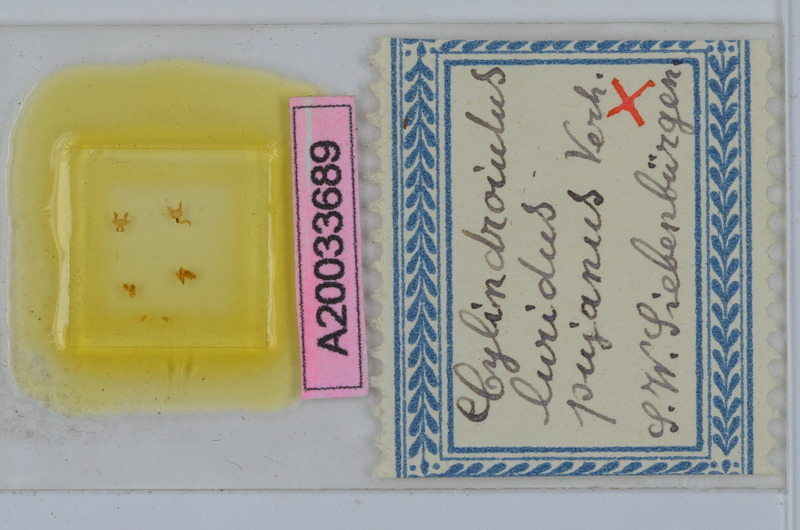 A20033689
Cylindroiulus
luridus
pujanus Verh.
X
S. W. Siebenbürgen.